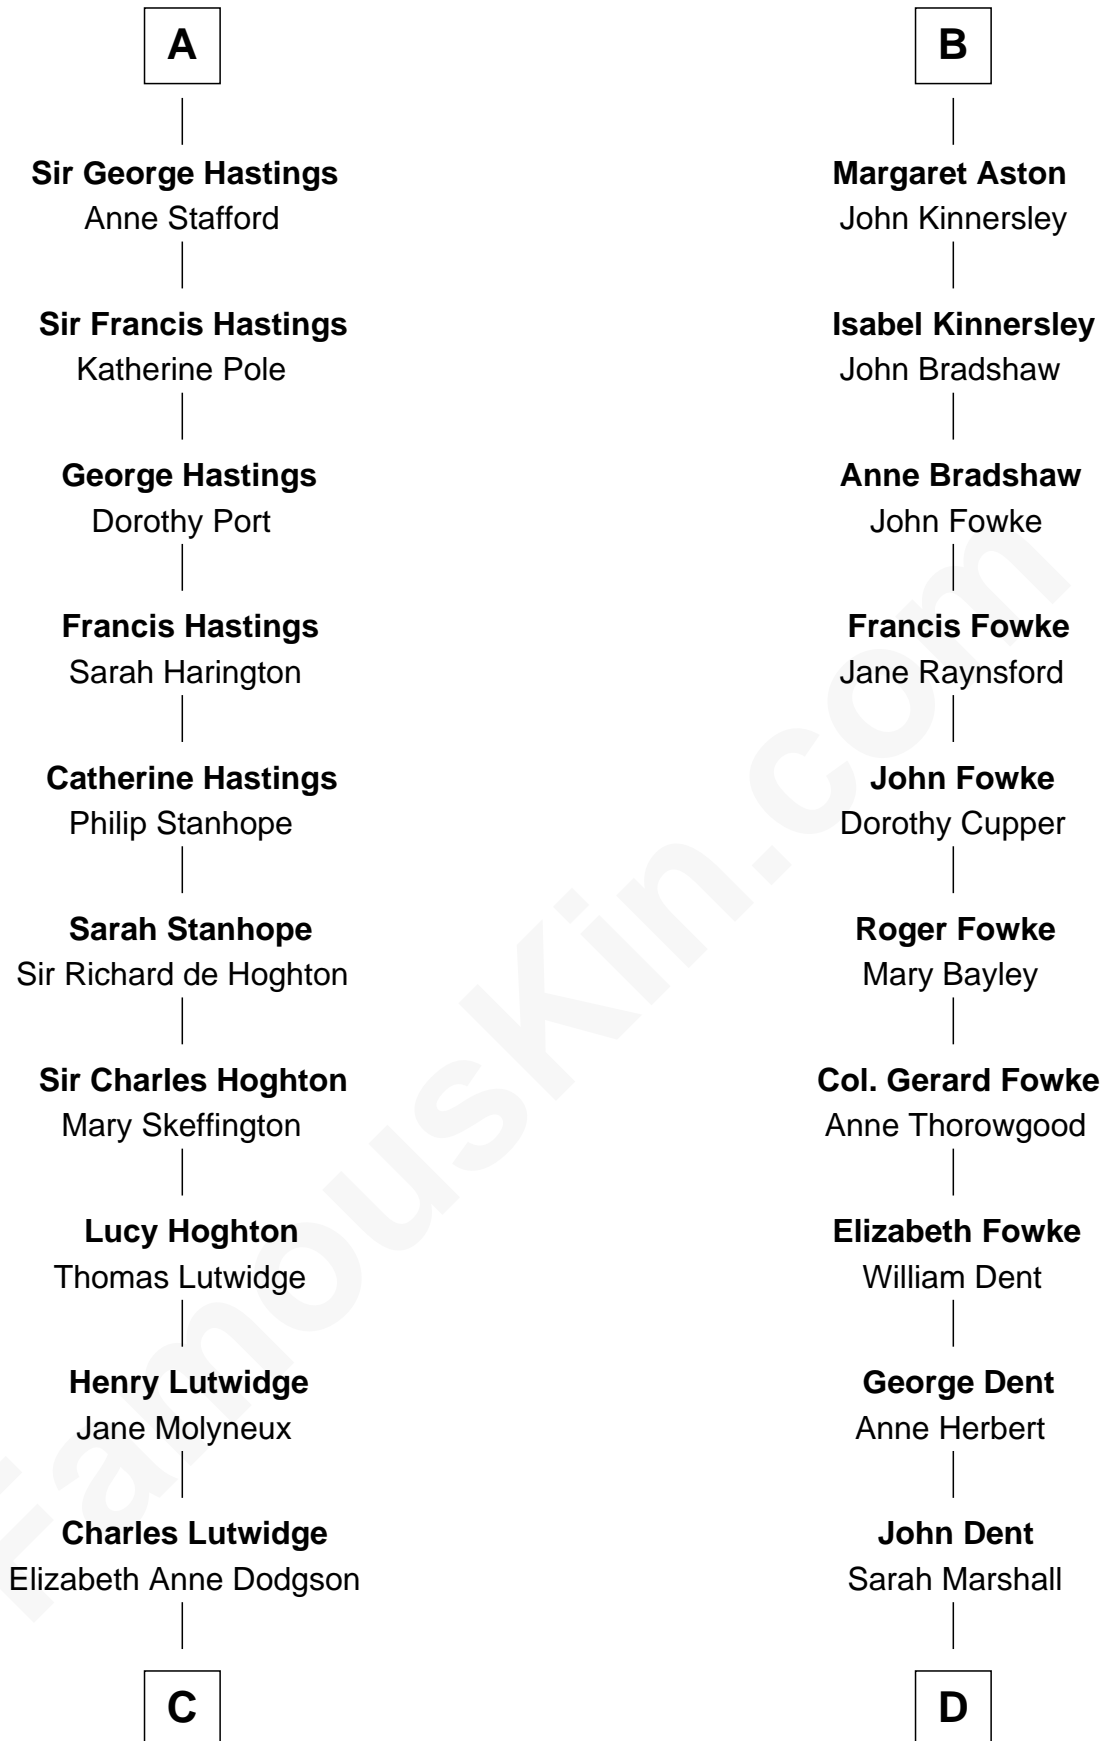 A
Sir George Hastings
Anne Stafford
Sir Francis Hastings
Katherine Pole
George Hastings
Dorothy Port
Francis Hastings
Sarah Harington
Catherine Hastings
Philip Stanhope
Sarah Stanhope
Sir Richard de Hoghton
Sir Charles Hoghton
Mary Skeffington
Lucy Hoghton
Thomas Lutwidge
Henry Lutwidge
Jane Molyneux
Charles Lutwidge
Elizabeth Anne Dodgson
C
B
Margaret Aston
John Kinnersley
Isabel Kinnersley
John Bradshaw
Anne Bradshaw
John Fowke
Francis Fowke
Jane Raynsford
John Fowke
Dorothy Cupper
Roger Fowke
Mary Bayley
Col. Gerard Fowke
Anne Thorowgood
Elizabeth Fowke
William Dent
George Dent
Anne Herbert
John Dent
Sarah Marshall
D
FamousKin.com